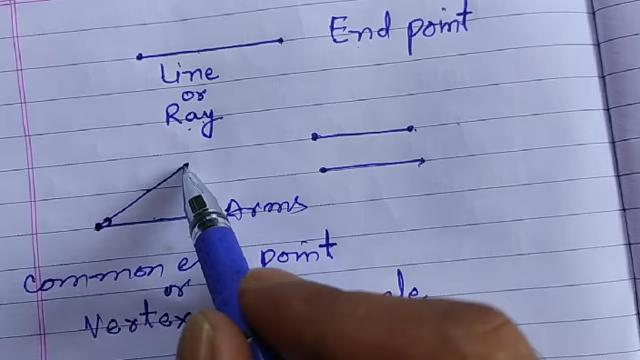 End point
Line
or
Ray
Arms
Common point
or
Vertex